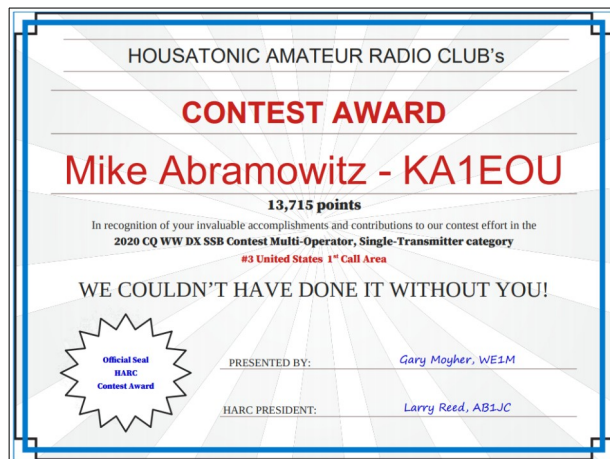 HOUSATONIC AMATEUR RADIO CLUB's
CONTEST AWARD
Mike Abramowitz - KA1EOU
13,715 points
In recognition of your invaluable accomplishments and contributions to our contest effort in the
2020 CQ WW DX SSB Contest Multi-Operator, Single-Transmitter category
#3 United States 1st Call Area
WE COULDN'T HAVE DONE IT WITHOUT YOU!
Official Seal
HARC
Contest Award
PRESENTED BY: Gary Moyher, WE1M
HARC PRESIDENT: Larry Reed, AB1JC